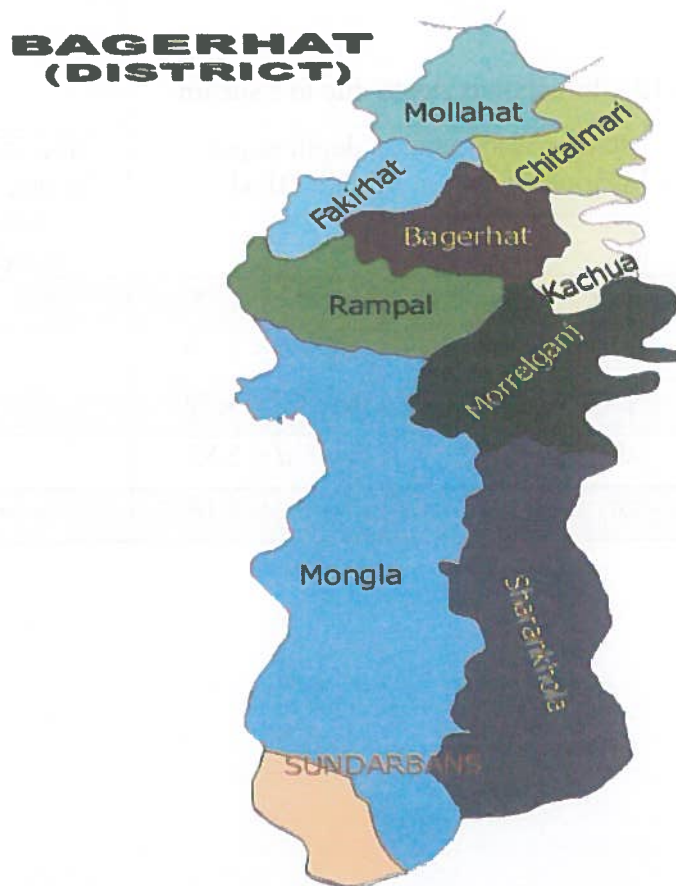 BAGERHAT
(DISTRICT)
Mollahat
Chitalmari
Fakirhat
Bagerhat
Kachua
Rampal
Morrelganj
Mongla
Sharankhola
SUNDARBANS